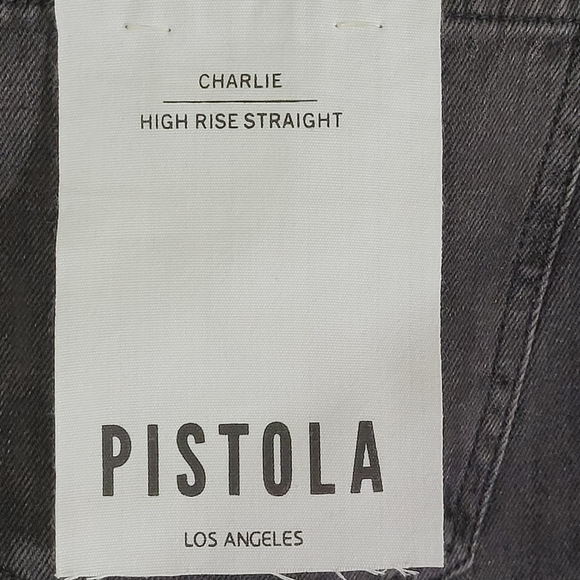 CHARLIE
HIGH RISE STRAIGHT
PISTOLA
LOS ANGELES